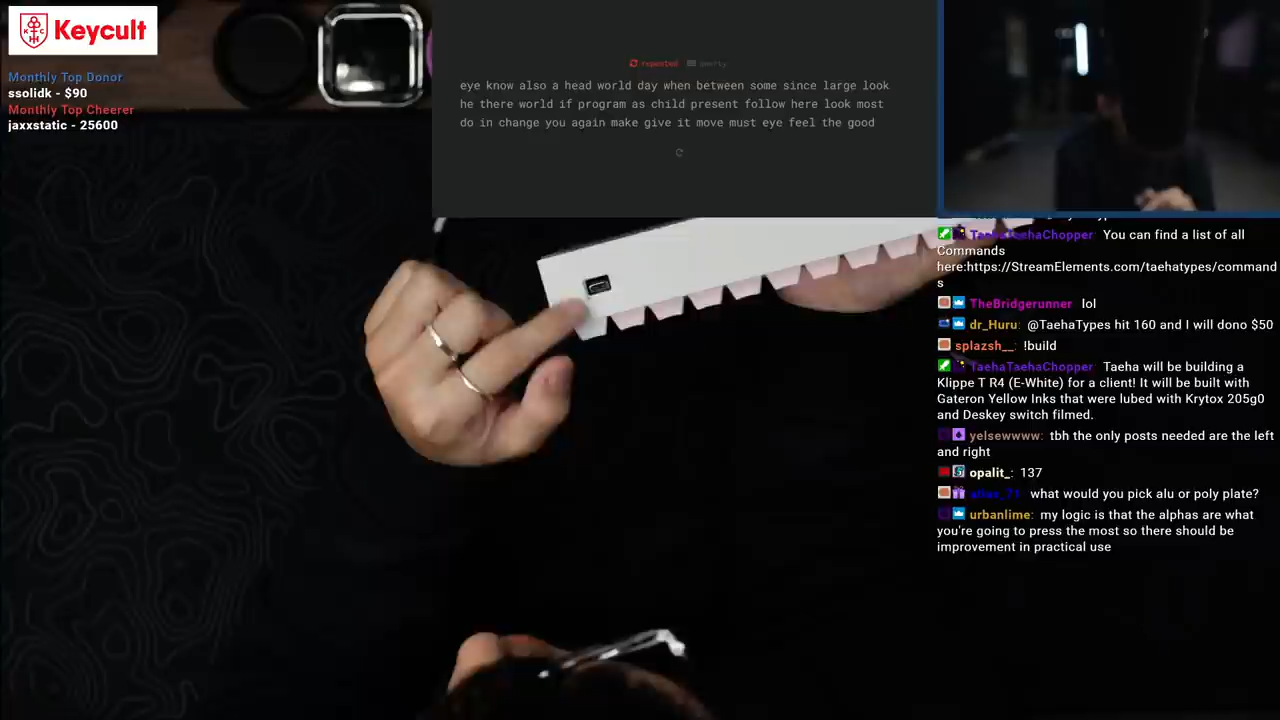 Keycult
Monthly Top Donor
ssolidk - $90
Monthly Top Cheerer
jaxxstatic - 25600
repeated qwerty
eye know also a head world day when between some since large look
he there world if program as child present follow here look most
do in change you again make give it move must eye feel the good
TaehaTaehaChopper: You can find a list of all
Commands
here:https://StreamElements.com/taehatypes/command
s
TheBridgerunner lol
dr_Huru: @TaehaTypes hit 160 and I will dono $50
splazsh__: !build
TaehaTaehaChopper: Taeha will be building a
Klippe T R4 (E-White) for a client! It will be built with
Gateron Yellow Inks that were lubed with Krytox 205g0
and Deskey switch filmed.
yelsewwww: tbh the only posts needed are the left
and right
opalit_: 137
what would you pick alu or poly plate?
urbanlime: my logic is that the alphas are what
you're going to press the most so there should be
improvement in practical use